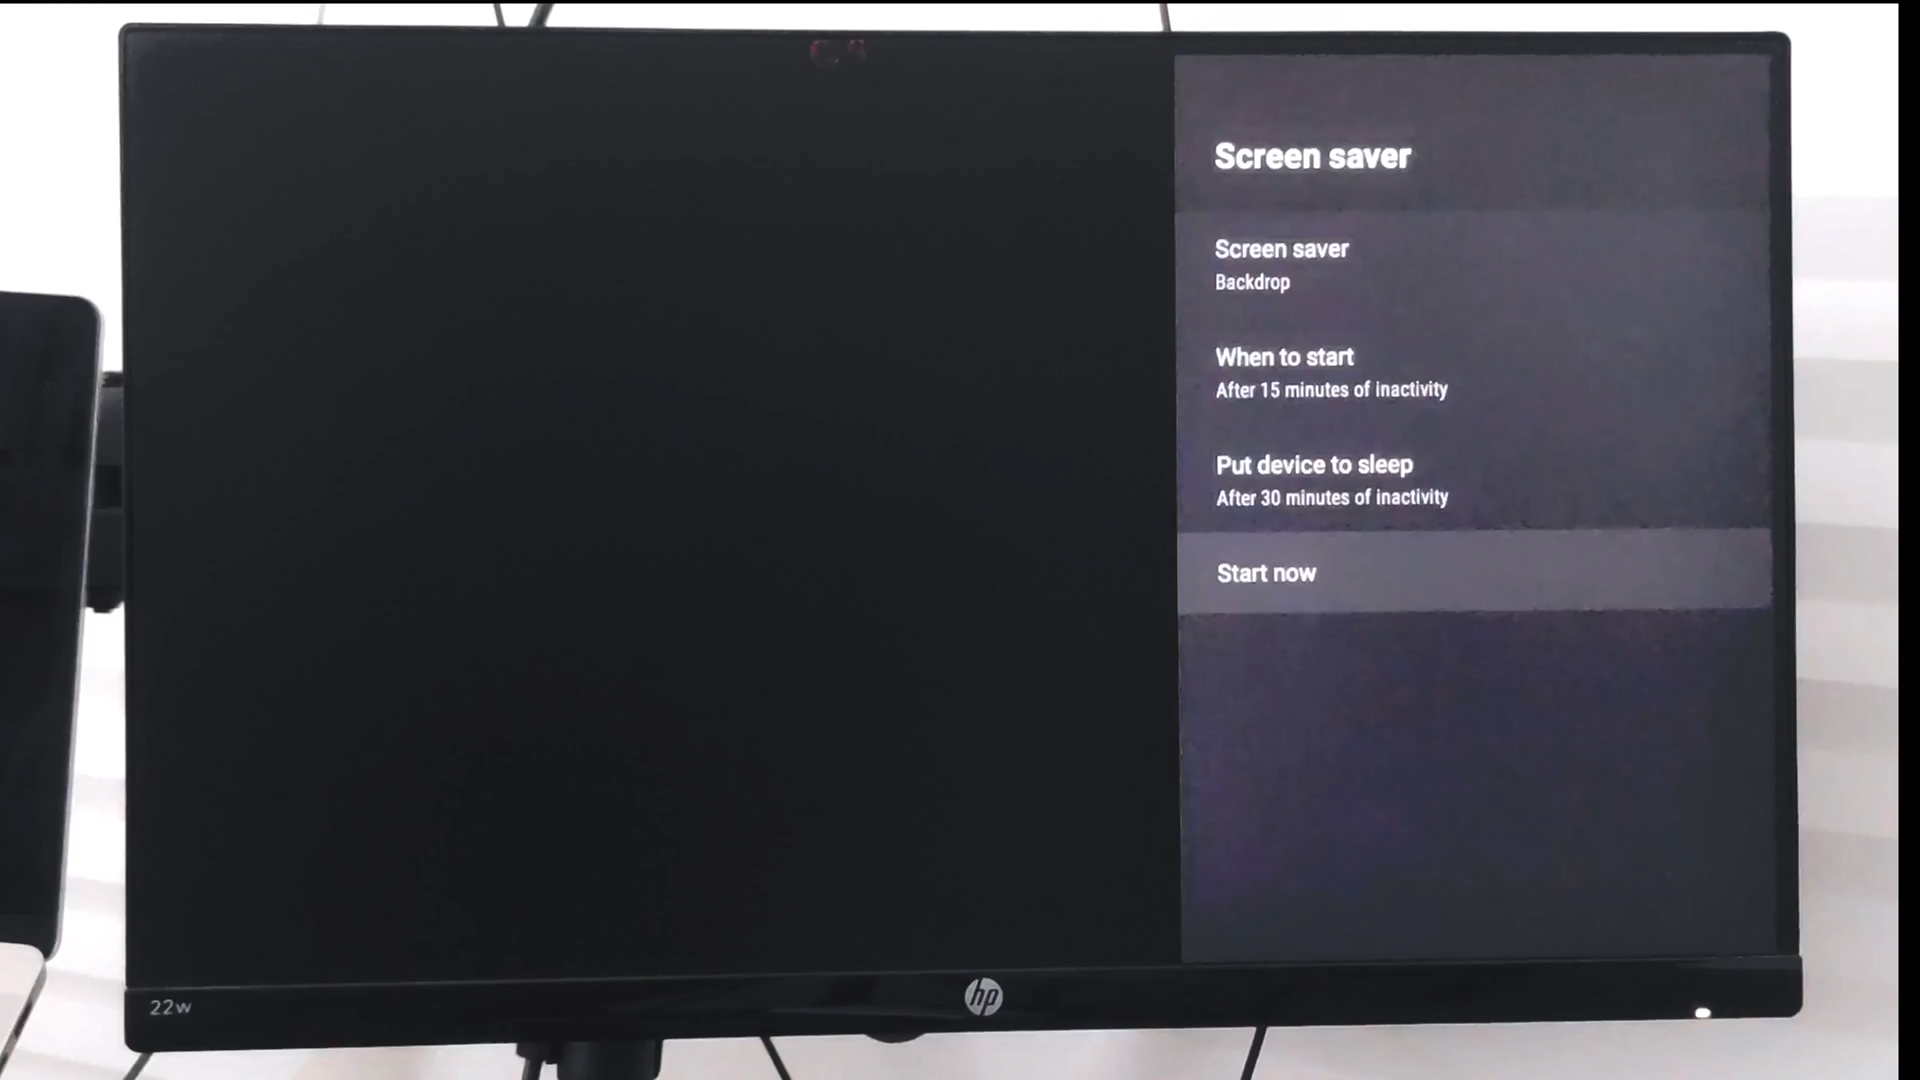 Screen saver
Screen saver
Backdrop
When to start
After 15 minutes of inactivity
Put device to sleep
After 30 minutes of inactivity
Start now
22w
hp